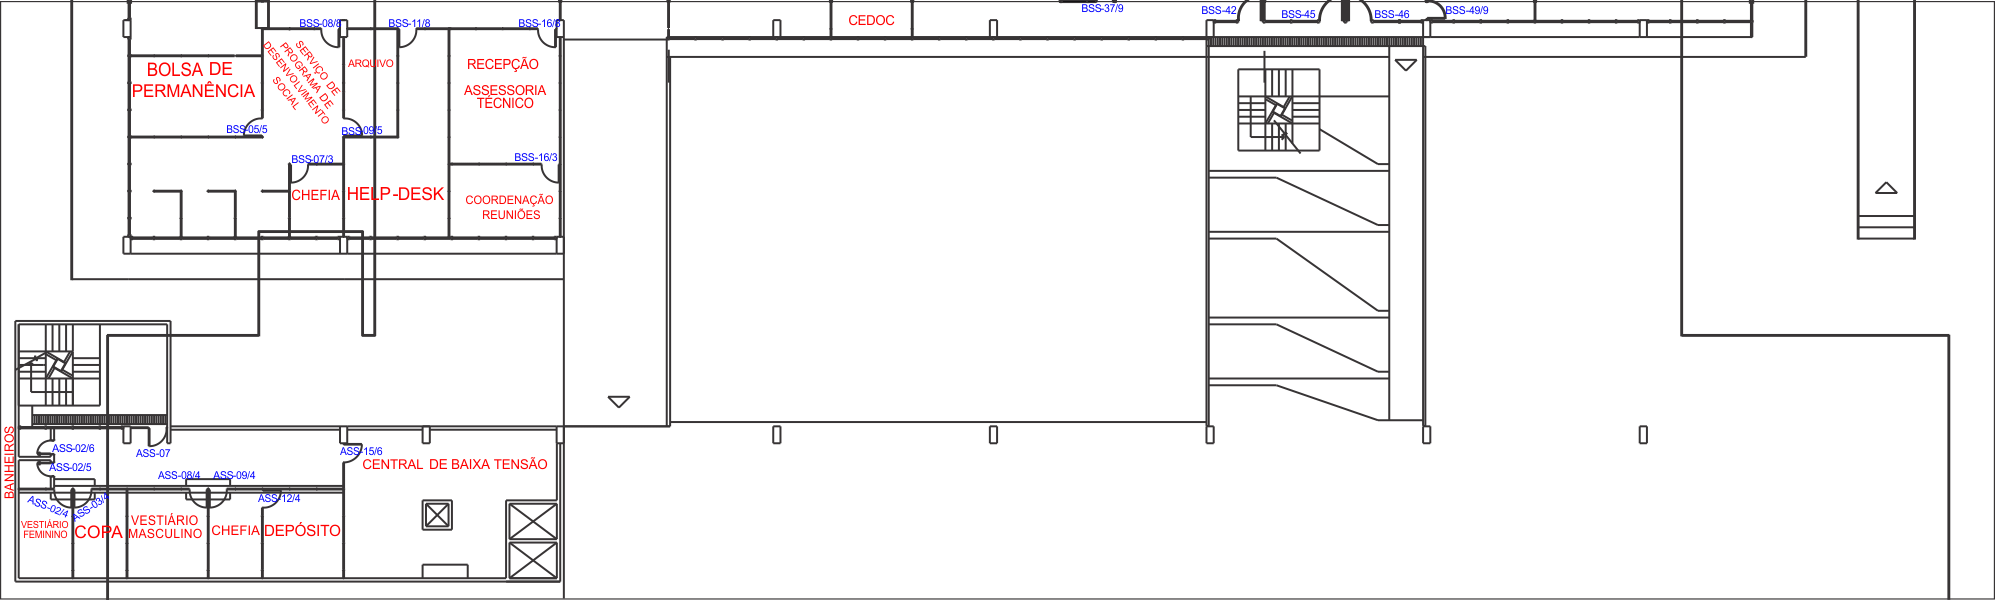 BSS-08/8
BSS-11/8
BSS-16/8
CEDOC
BSS-37/9
BSS-42
BSS-45
BSS-46
BSS-49/9
BOLSA DE
PERMANÊNCIA
SERVIÇO DE
PROGRAMA DE
DESENVOLVIMENTO
SOCIAL
ARQUIVO
RECEPÇÃO
ASSESSORIA
TÉCNICO
BSS-05/5
BSS-09/5
BSS-07/3
BSS-16/3
CHEFIA
HELP-DESK
COORDENAÇÃO
REUNIÕES
BANHEIROS
ASS-02/6
ASS-07
ASS-15/6
ASS-02/5
ASS-08/4
ASS-09/4
CENTRAL DE BAIXA TENSÃO
ASS-02/4
ASS-03/4
ASS-12/4
VESTIÁRIO
FEMININO
COPA
VESTIÁRIO
MASCULINO
CHEFIA
DEPÓSITO